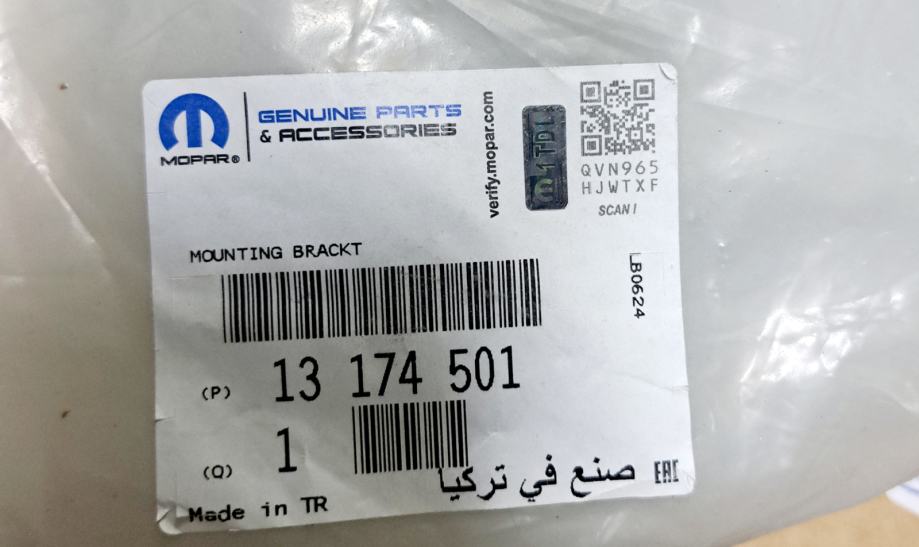 MOPAR®
GENUINE PARTS
& ACCESSORIES
verify.mopar.com
QVN965
HJWTXF
SCAN!
MOUNTING BRACKT
LB0624
(P) 13 174 501
(Q) 1
صنع في تركيا
EAC
Made in TR